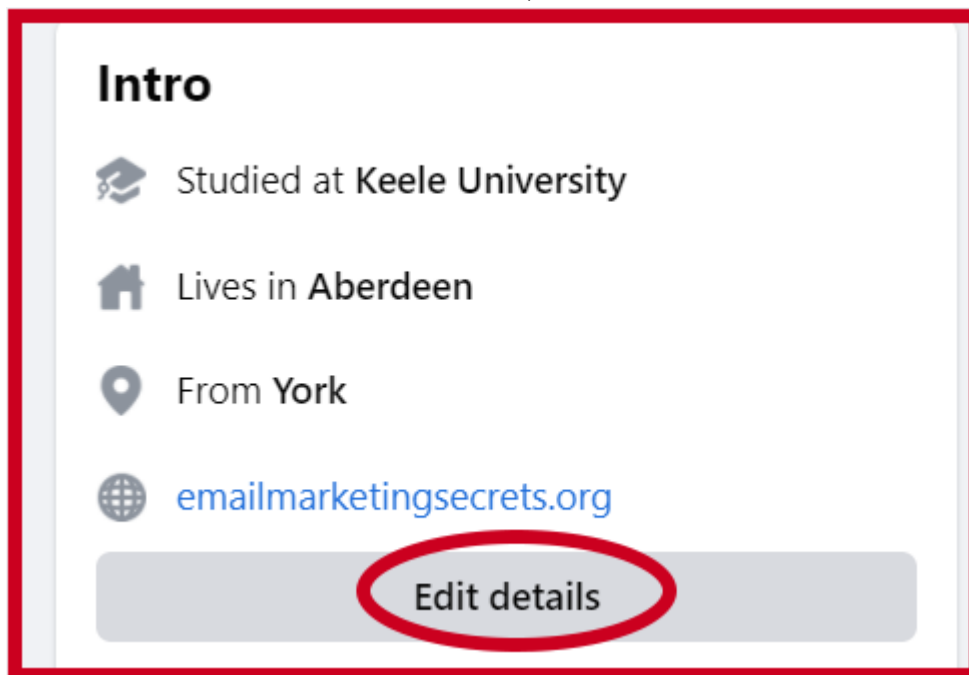 Intro
Studied at Keele University
Lives in Aberdeen
From York
emailmarketingsecrets.org
Edit details